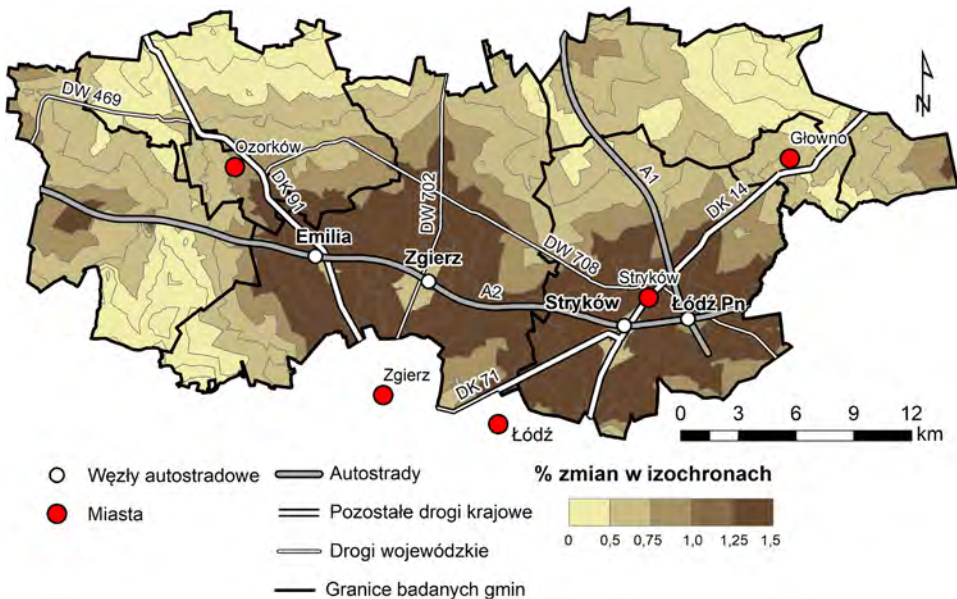 DW 469
Ozorków
DK 91
DW 702
Emilia
Zgierz
A2
DW 708
A1
DK 14
Głowno
N
Stryków
Stryków
Łódź Pn
DK 71
Zgierz
Łódź
0 3 6 9 12
km
Węzły autostradowe
Miasta
Autostrady
Pozostałe drogi krajowe
Drogi wojewódzkie
Granice badanych gmin
% zmian w izochronach
0 0,5 0,75 1,0 1,25 1,5